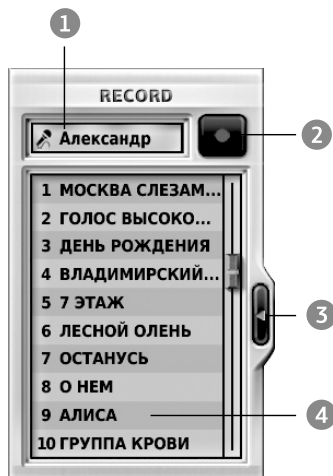 1
RECORD
Александр
2
1 МОСКВА СЛЕЗАМ...
2 ГОЛОС ВЫСОКО...
3 ДЕНЬ РОЖДЕНИЯ
4 ВЛАДИМИРСКИЙ...
5 7 ЭТАЖ
6 ЛЕСНОЙ ОЛЕНЬ
3
7 ОСТАНУСЬ
8 О НЕМ
9 АЛИСА
4
10 ГРУППА КРОВИ